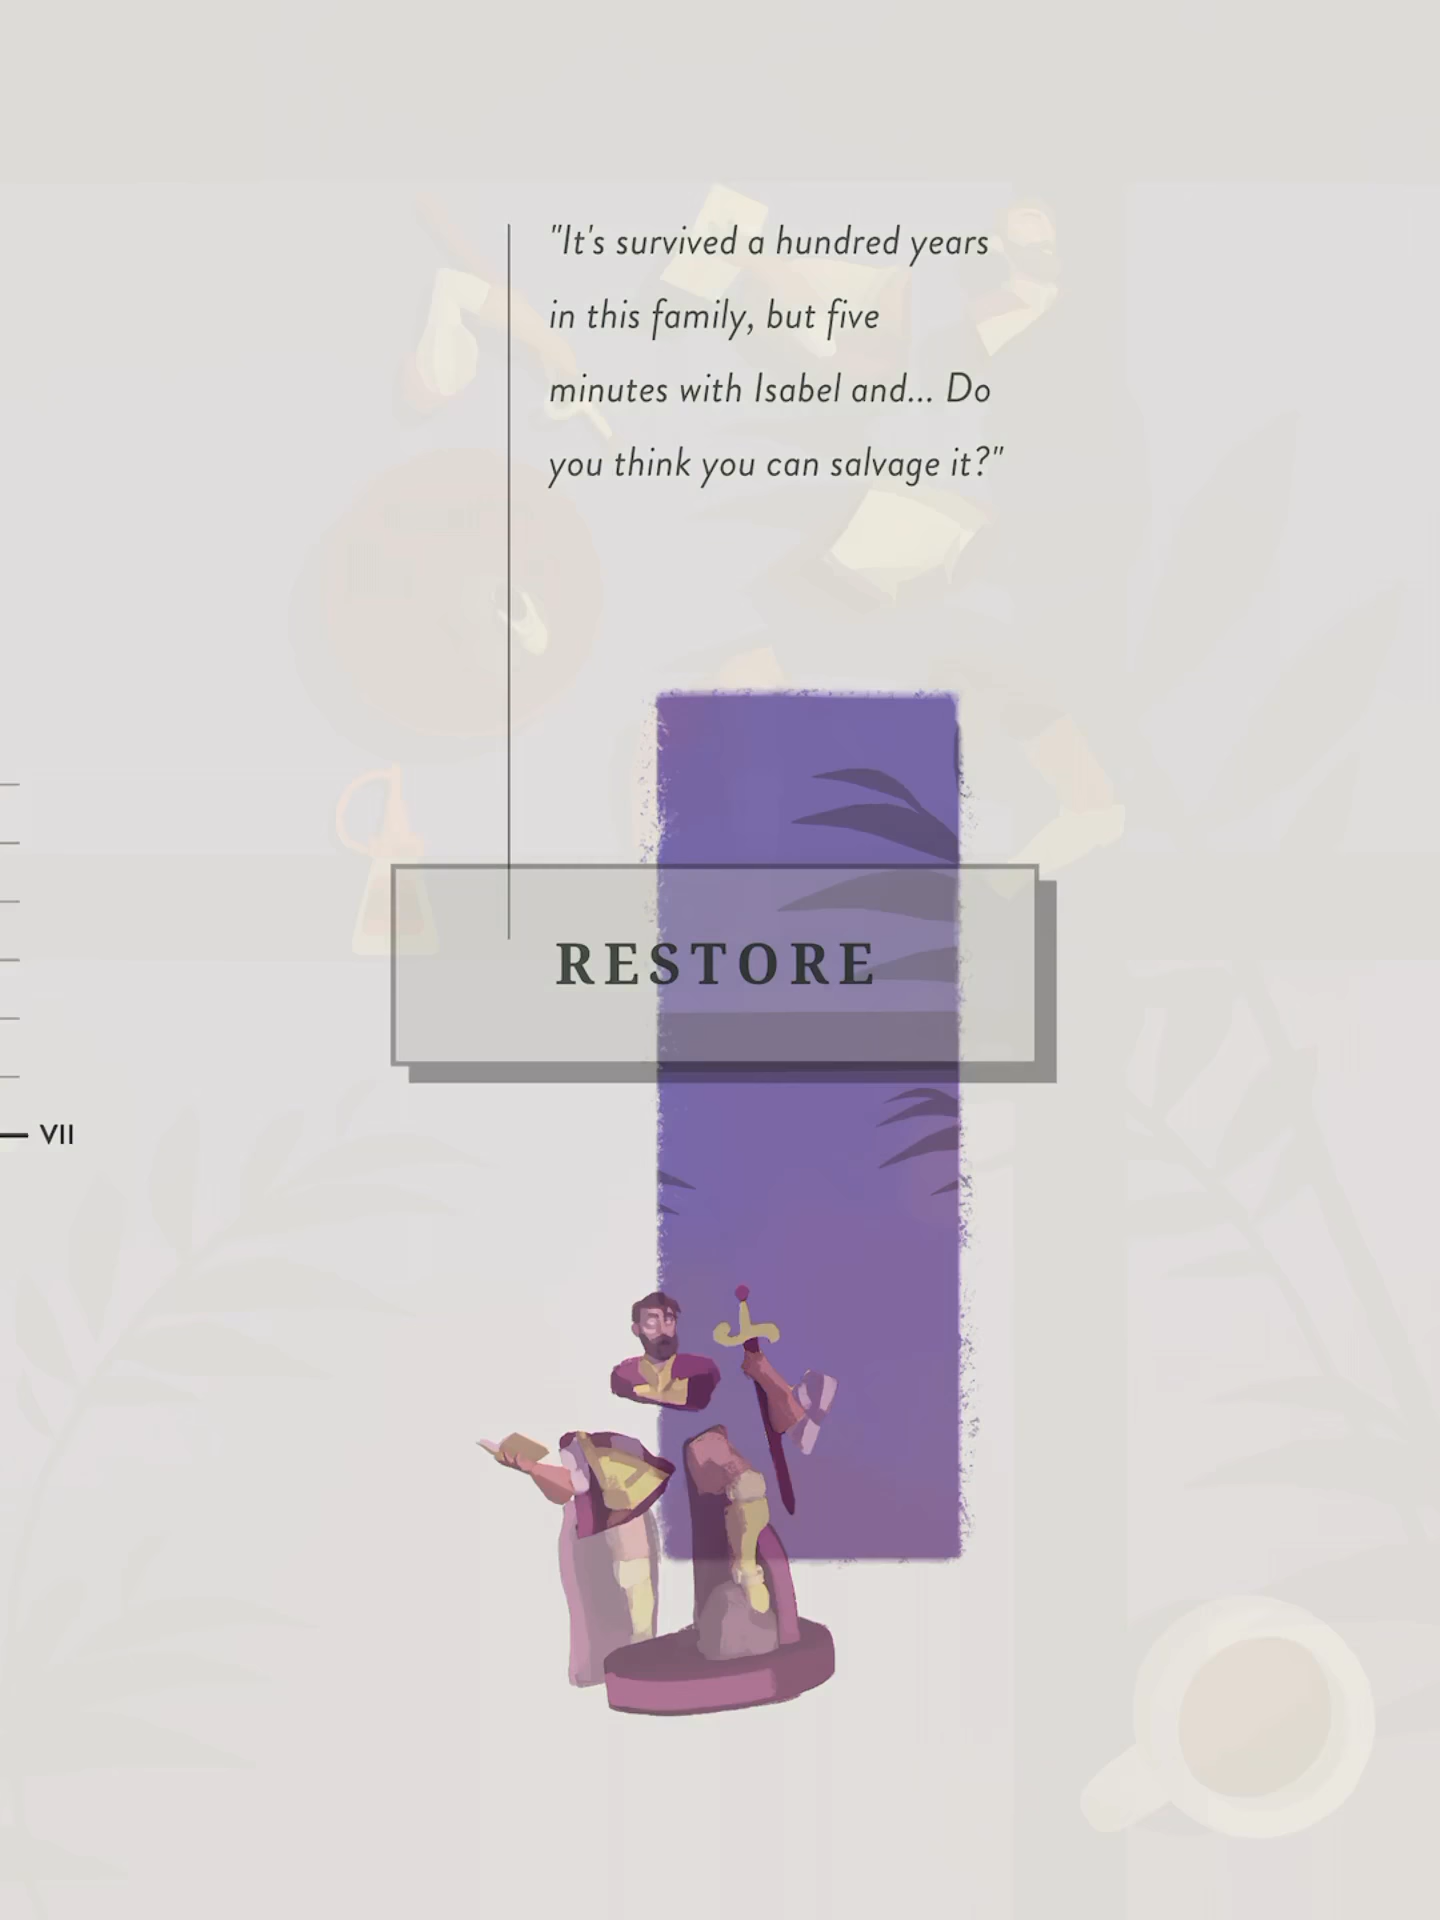 "It's survived a hundred years
in this family, but five
minutes with Isabel and... Do
you think you can salvage it?"
RESTORE
VII